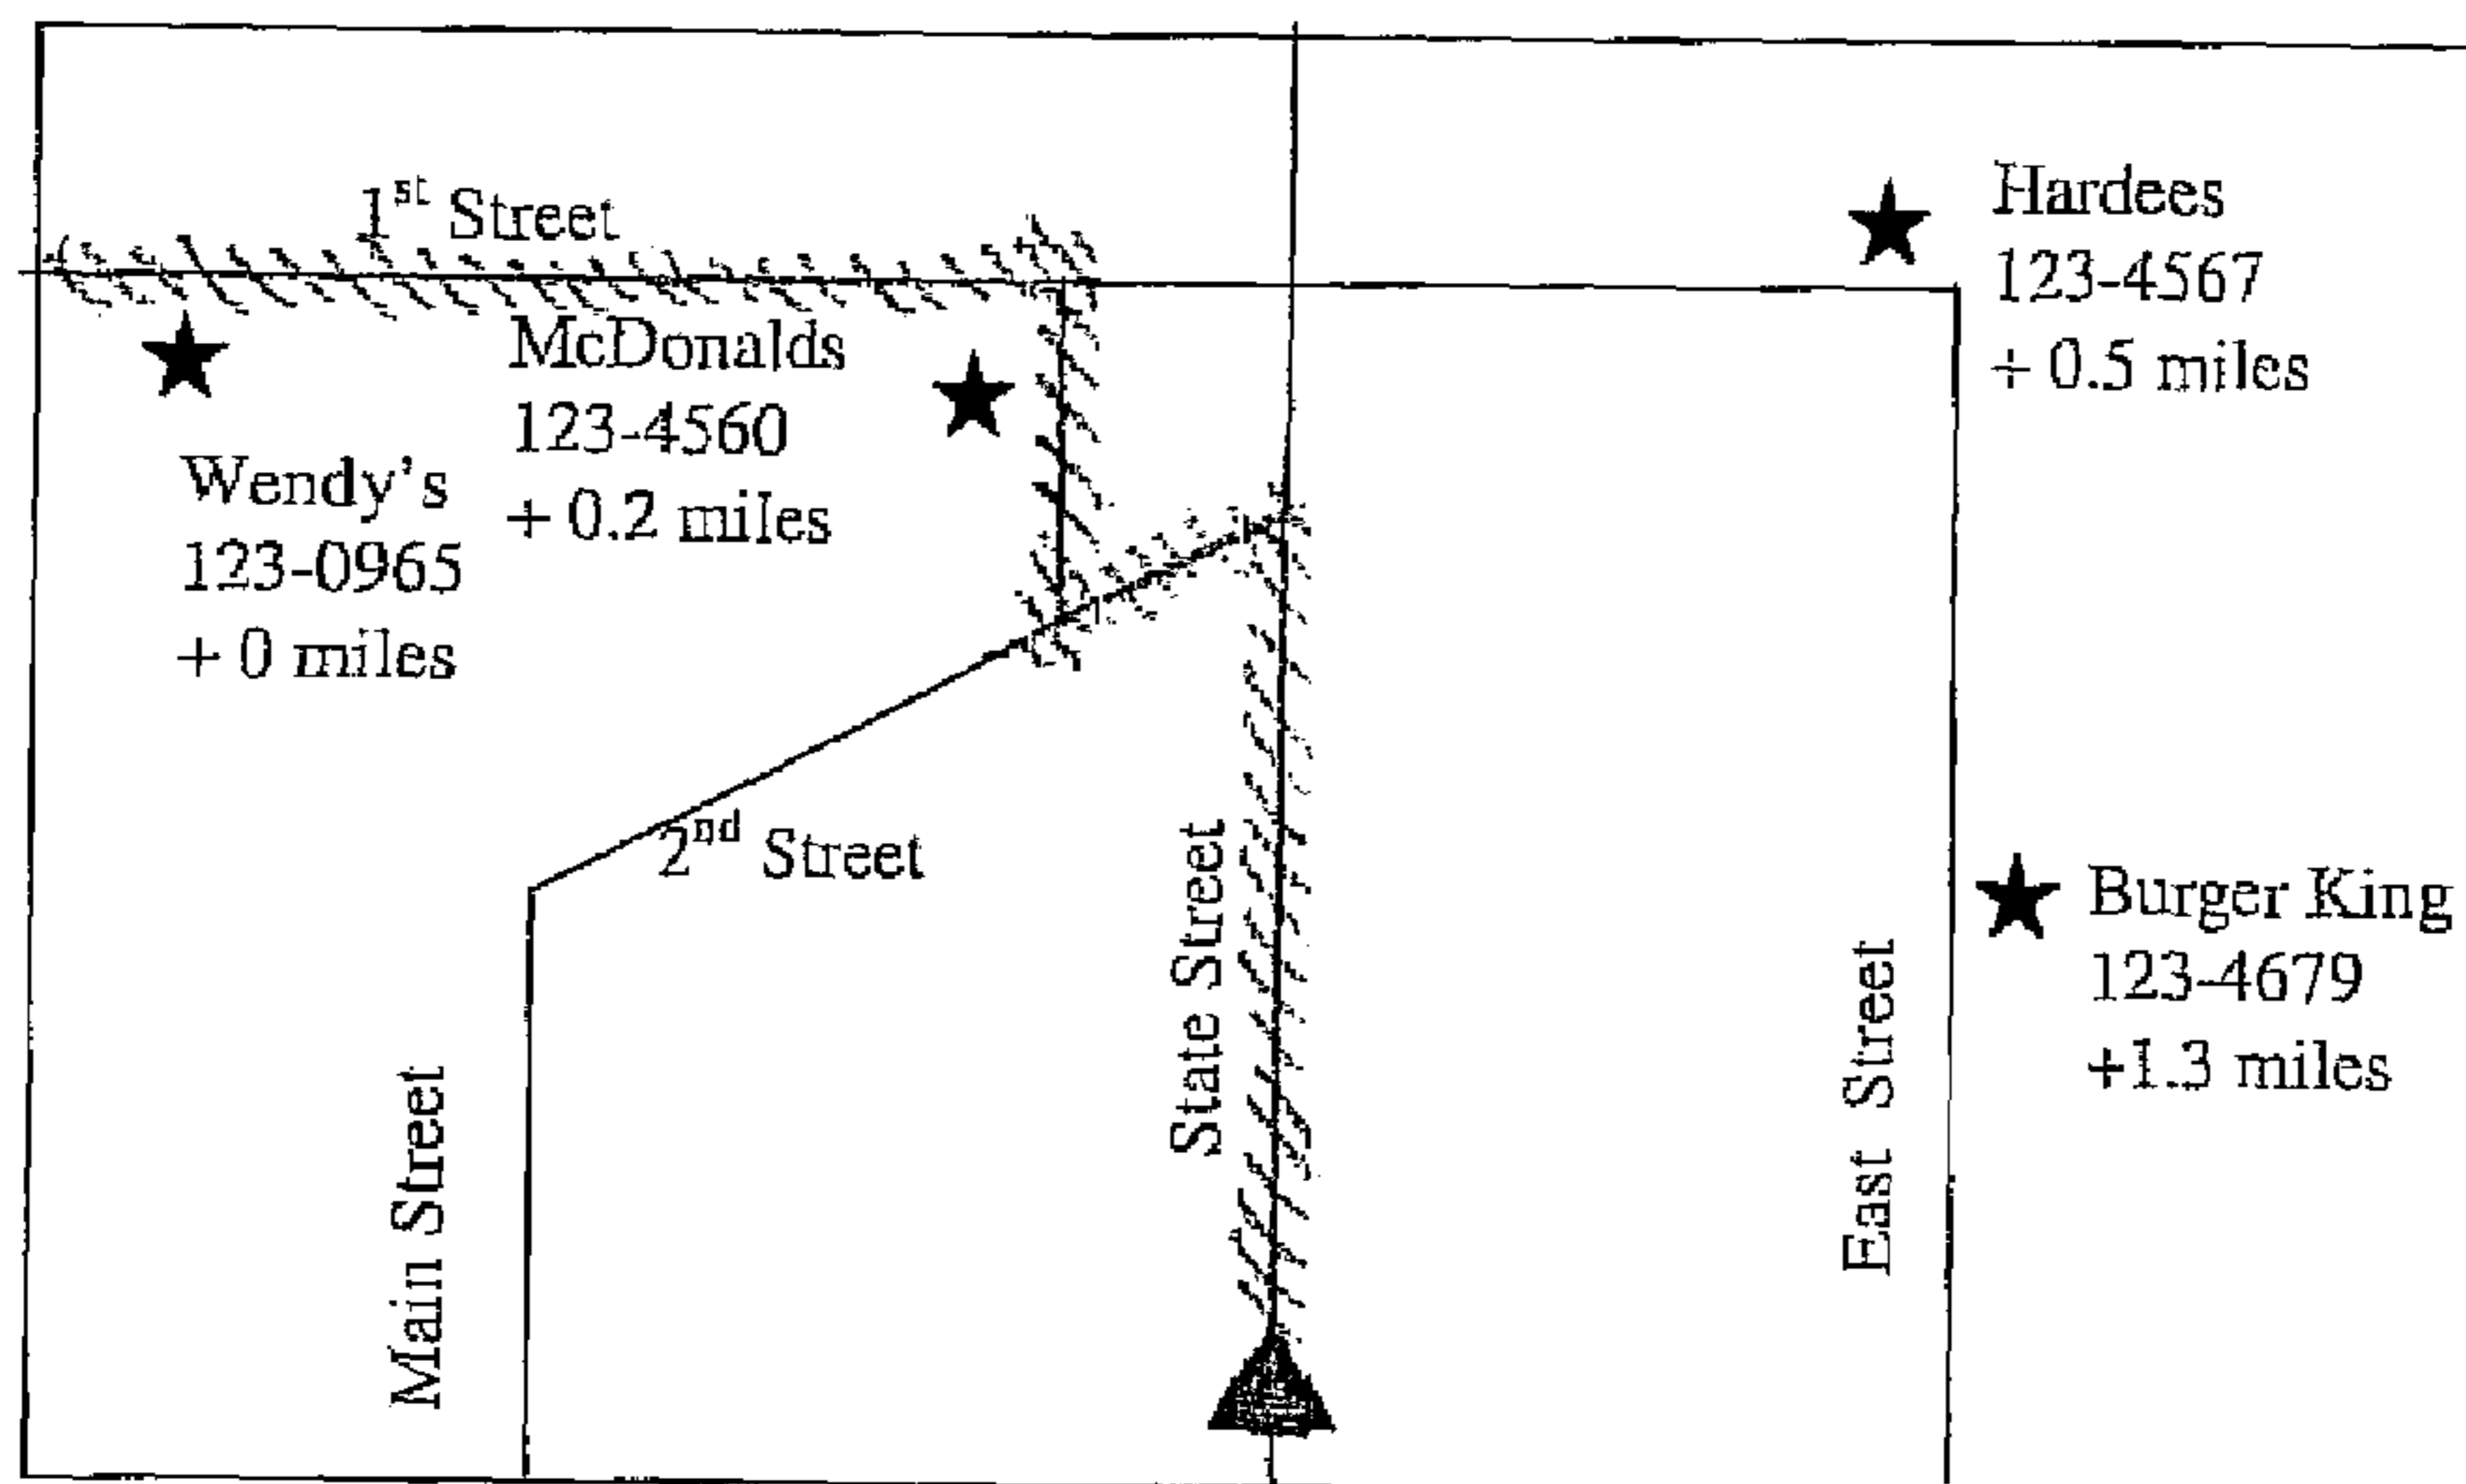 1st Street
Hardees
123-4567
+ 0.5 miles
McDonalds
123-4560
+ 0.2 miles
Wendy's
123-0965
+ 0 miles
2nd Street
Burger King
123-4679
+1.3 miles
Main Street
State Street
East Street